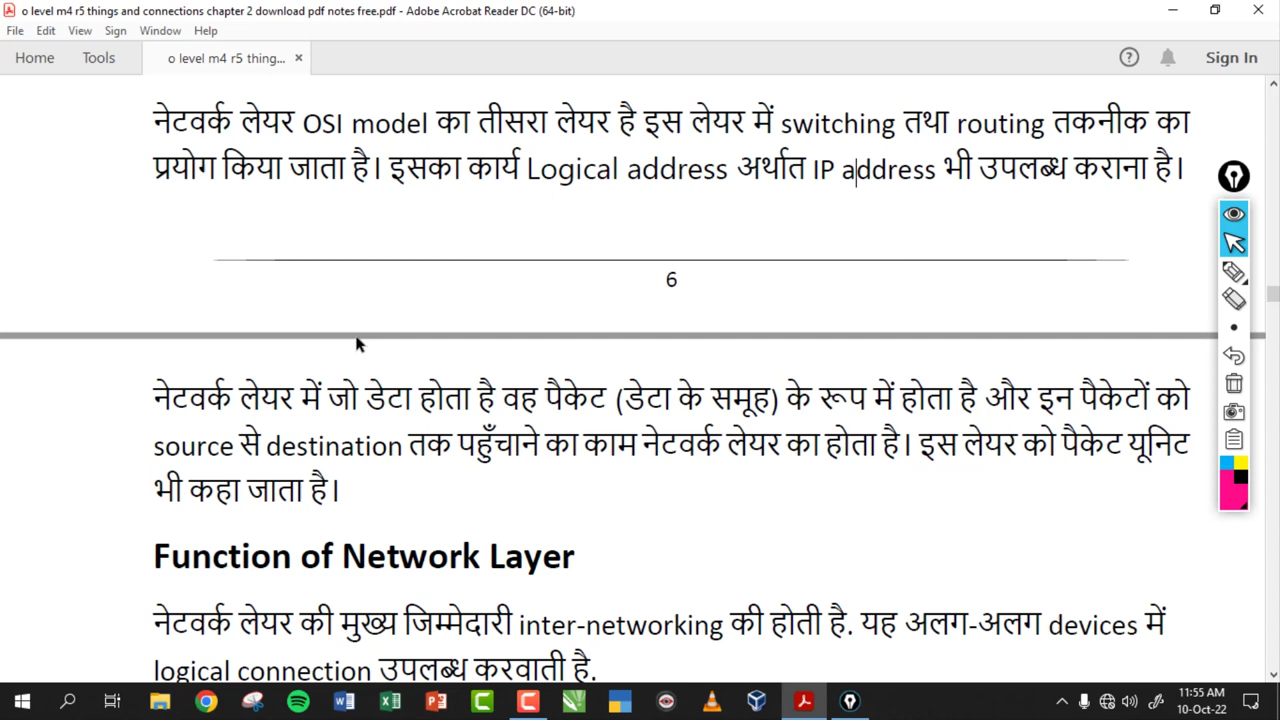 o level m4 r5 things and connections chapter 2 download pdf notes free.pdf - Adobe Acrobat Reader DC (64-bit)
File Edit View Sign Window Help
Home Tools o level m4 r5 thing... × Sign In
नेटवर्क लेयर OSI model का तीसरा लेयर है इस लेयर में switching तथा routing तकनीक का
प्रयोग किया जाता है। इसका कार्य Logical address अर्थात IP address भी उपलब्ध कराना है।
6
नेटवर्क लेयर में जो डेटा होता है वह पैकेट (डेटा के समूह) के रूप में होता है और इन पैकेटों को
source से destination तक पहुँचाने का काम नेटवर्क लेयर का होता है। इस लेयर को पैकेट यूनिट
भी कहा जाता है।
Function of Network Layer
नेटवर्क लेयर की मुख्य जिम्मेदारी inter-networking की होती है. यह अलग-अलग devices में
logical connection उपलब्ध करवाती है.
11:55 AM
10-Oct-22